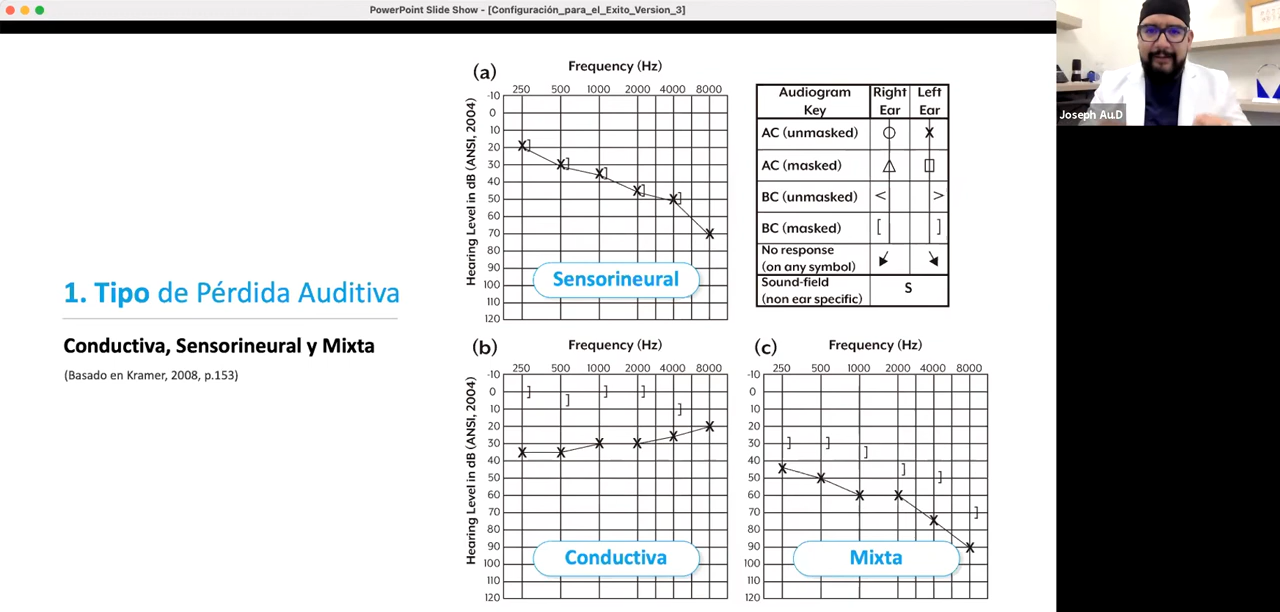 PowerPoint Slide Show - [Configuración_para_el_Exito_Version_3]
Joseph Au.D
1. Tipo de Pérdida Auditiva
Conductiva, Sensorineural y Mixta
(Basado en Kramer, 2008, p.153)
(a)
Frequency (Hz)
250 500 1000 2000 4000 8000
Hearing Level in dB (ANSI, 2004)
-10
0
10
20
30
40
50
60
70
80
90
100
110
120
Sensorineural
Audiogram Key Right Ear Left Ear
AC (unmasked) X
AC (masked)
BC (unmasked) < >
BC (masked) [ ]
No response
(on any symbol)
Sound-field
(non ear specific) S
(b)
Frequency (Hz)
250 500 1000 2000 4000 8000
Hearing Level in dB (ANSI, 2004)
-10
0
10
20
30
40
50
60
70
80
90
100
110
120
Conductiva
(c)
Frequency (Hz)
250 500 1000 2000 4000 8000
-10
0
10
20
30
40
50
60
70
80
90
100
110
120
Mixta